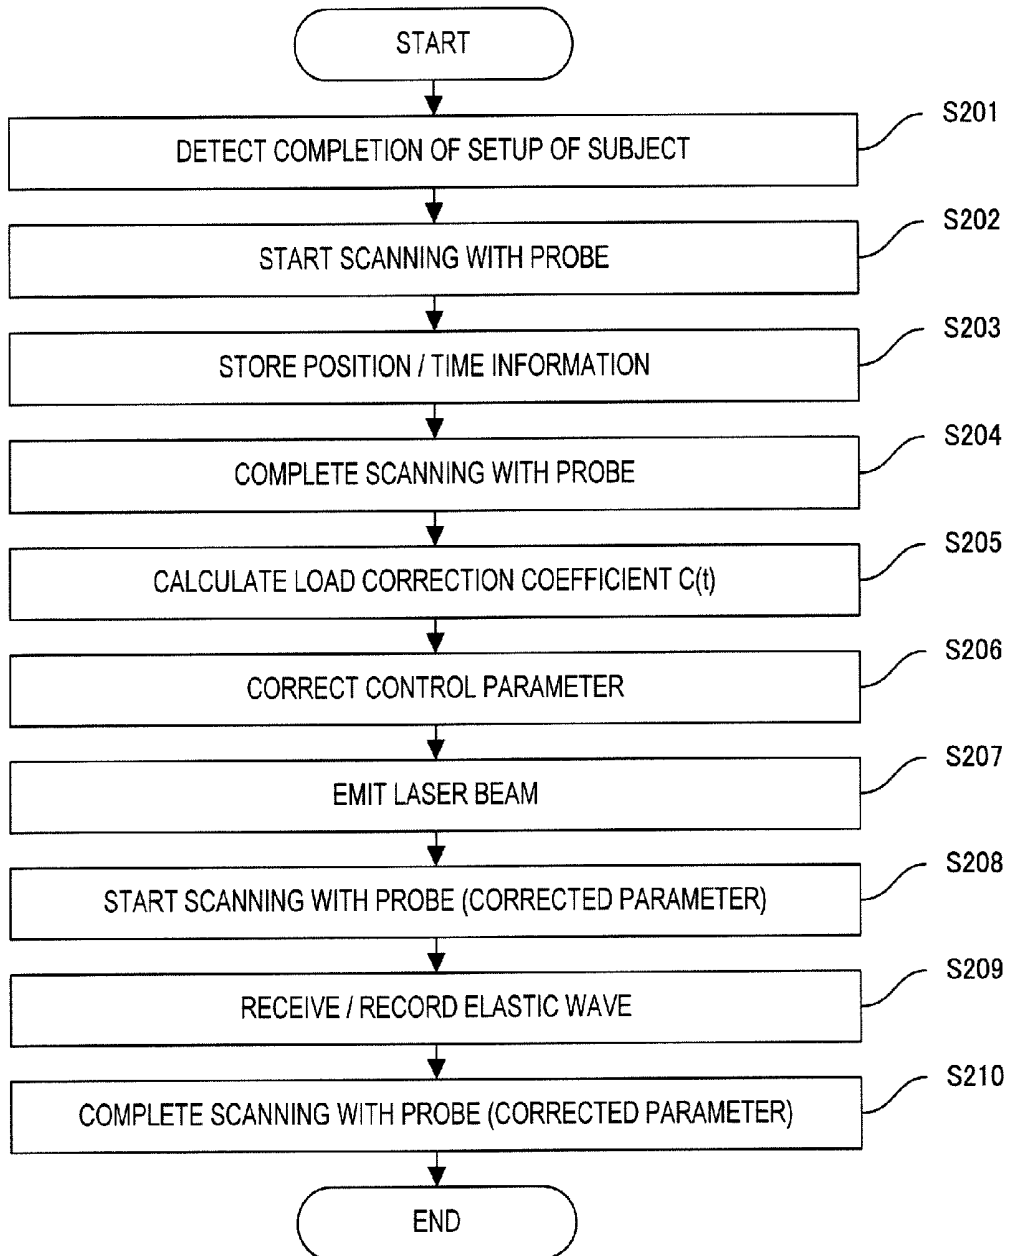 START
S201
DETECT COMPLETION OF SETUP OF SUBJECT
S202
START SCANNING WITH PROBE
S203
STORE POSITION / TIME INFORMATION
S204
COMPLETE SCANNING WITH PROBE
S205
CALCULATE LOAD CORRECTION COEFFICIENT C(t)
S206
CORRECT CONTROL PARAMETER
S207
EMIT LASER BEAM
S208
START SCANNING WITH PROBE (CORRECTED PARAMETER)
S209
RECEIVE / RECORD ELASTIC WAVE
S210
COMPLETE SCANNING WITH PROBE (CORRECTED PARAMETER)
END